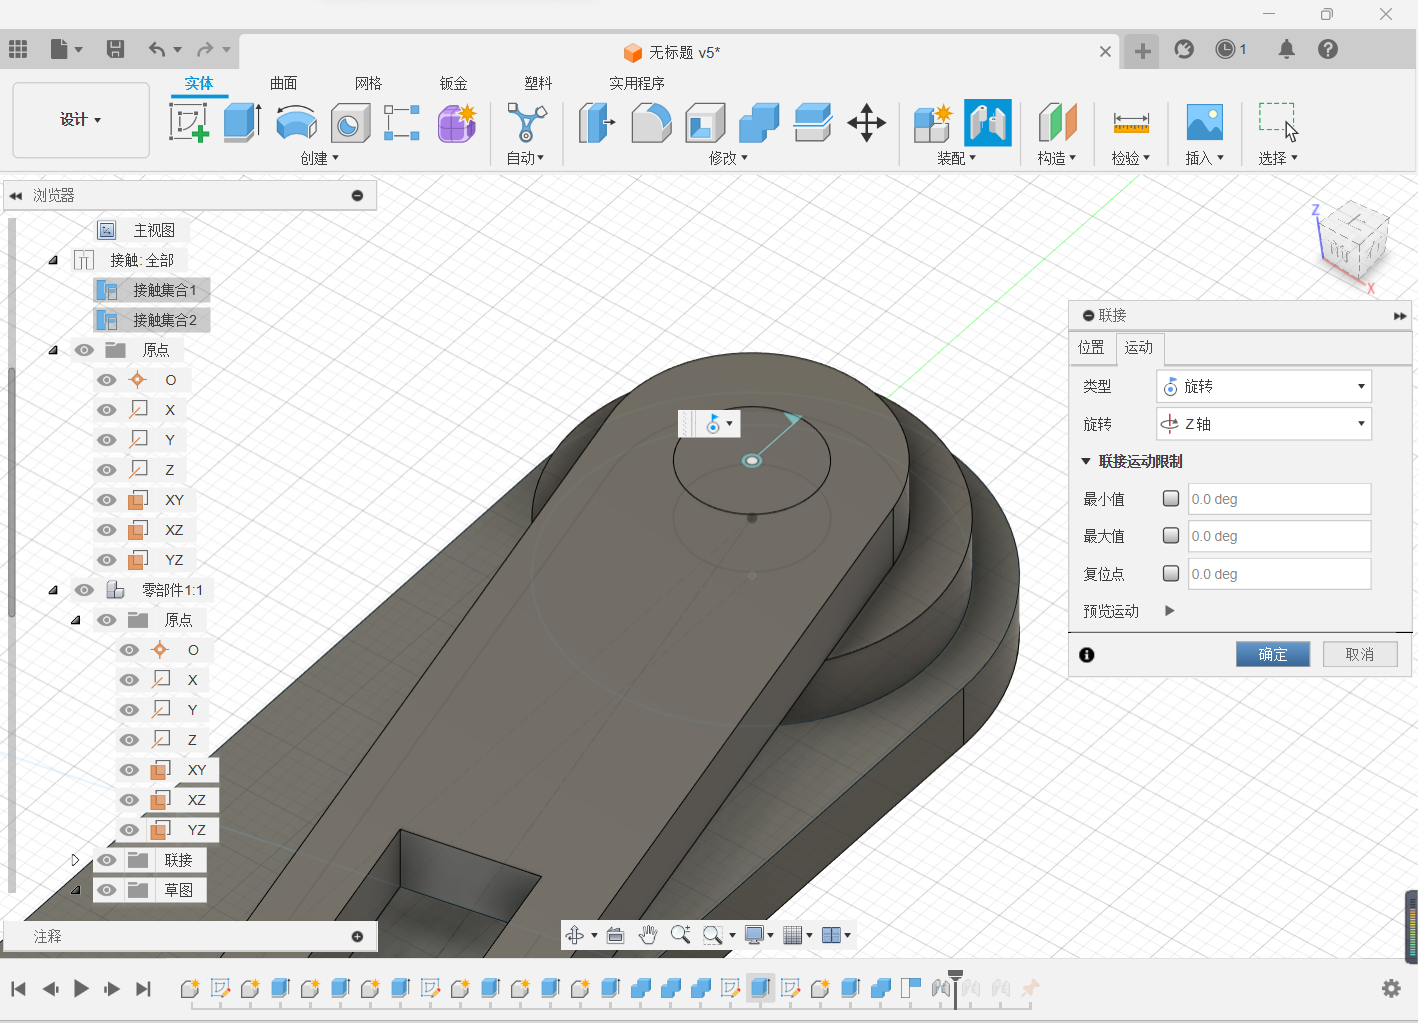 无标题 v5*
1
设计
实体
曲面
网格
钣金
塑料
实用程序
创建
自动
修改
装配
构造
检验
插入
选择
浏览器
主视图
接触: 全部
接触集合1
接触集合2
原点
O
X
Y
Z
XY
XZ
YZ
零部件1:1
原点
O
X
Y
Z
XY
XZ
YZ
联接
草图
注释
Z
X
联接
位置
运动
类型
旋转
旋转
Z 轴
联接运动限制
最小值
0.0 deg
最大值
0.0 deg
复位点
0.0 deg
预览运动
确定
取消